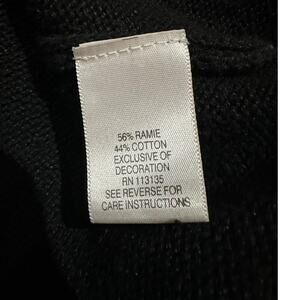 56% RAMIE
44% COTTON
EXCLUSIVE OF
DECORATION
RN 113135
SEE REVERSE FOR
CARE INSTRUCTIONS